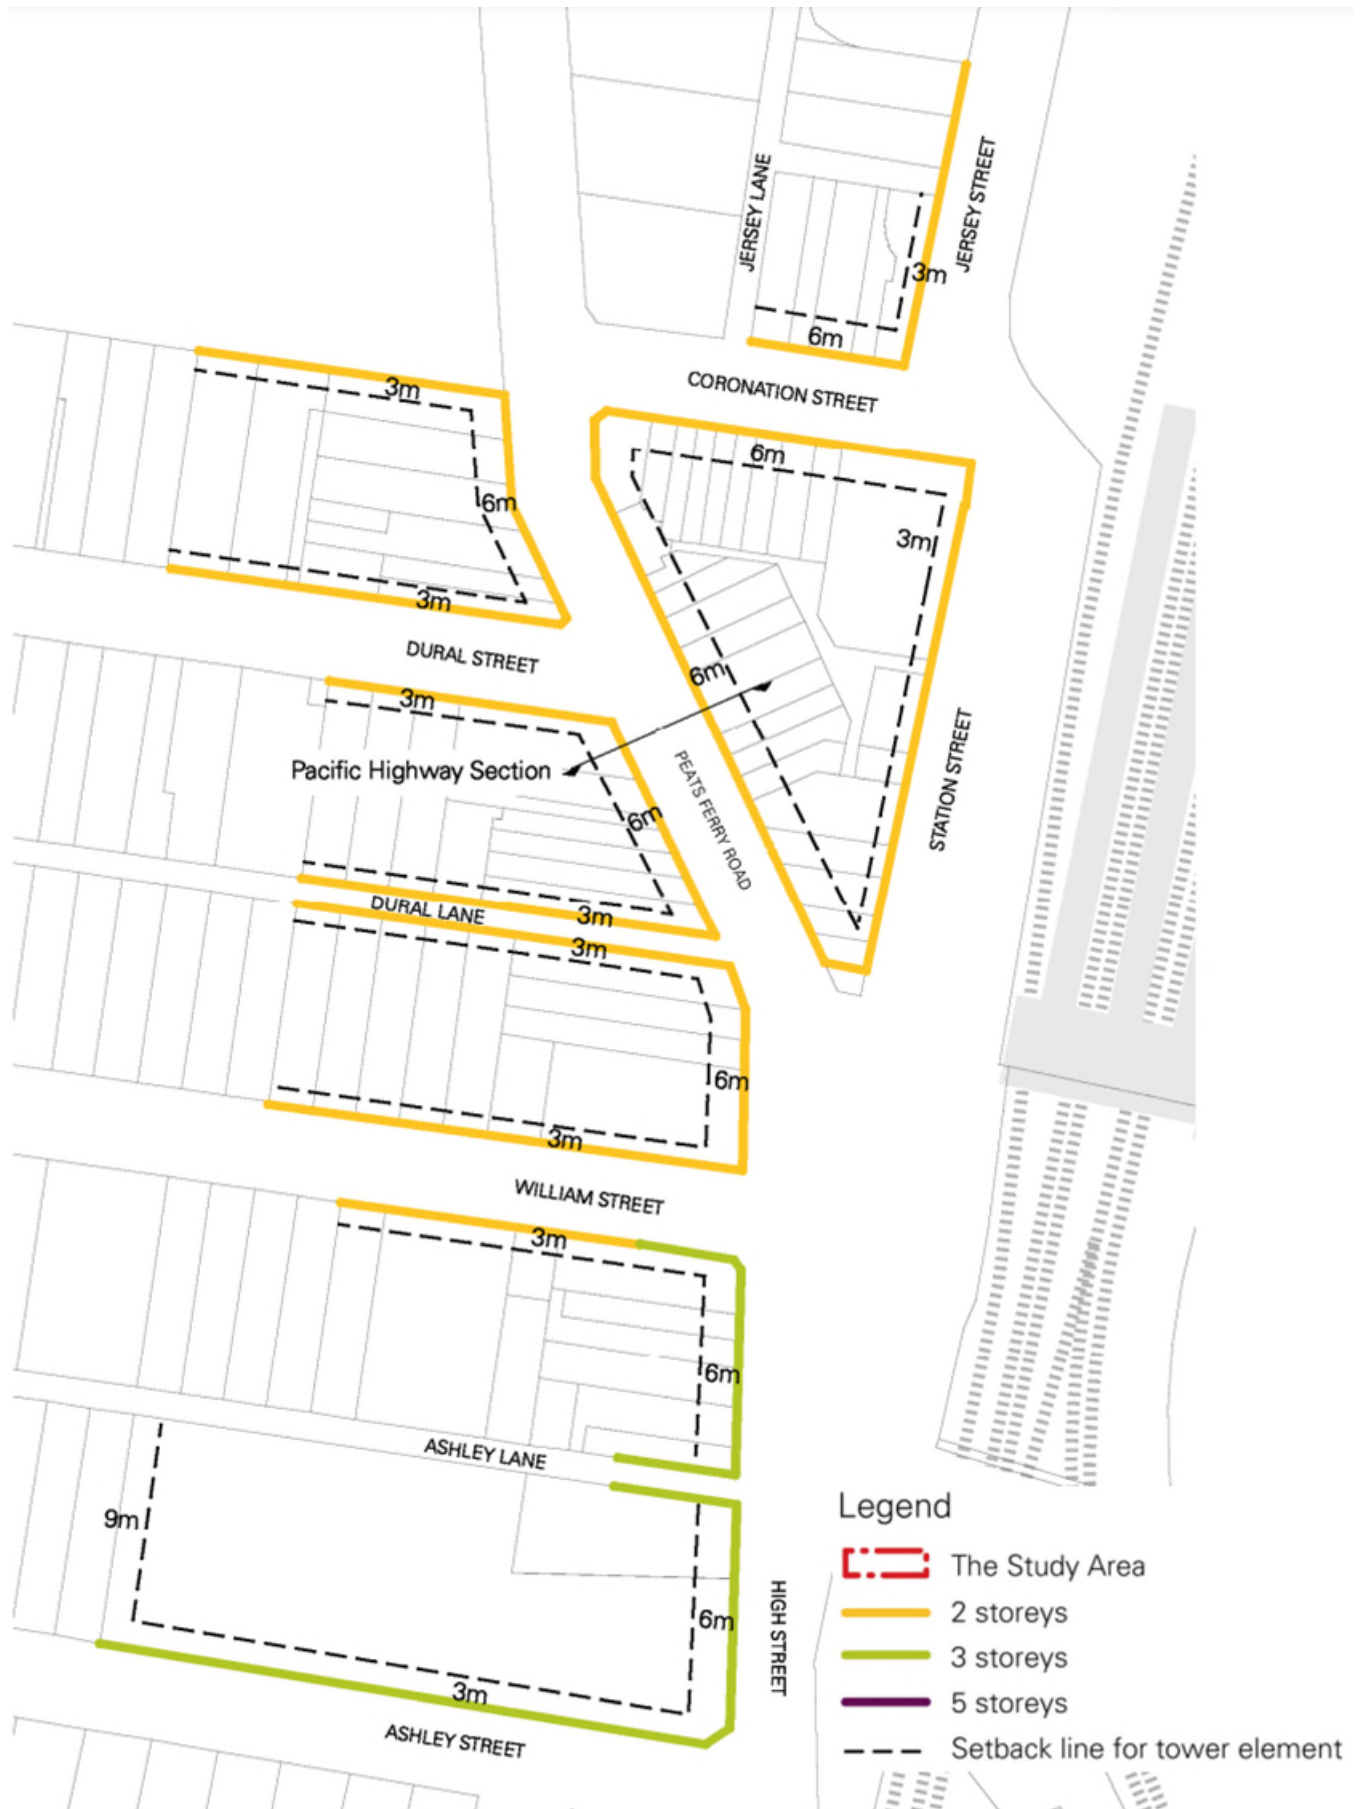 JERSEY LANE
JERSEY STREET
3m
6m
CORONATION STREET
3m
6m
3m
6m
3m
6m
3m
DURAL STREET
3m
Pacific Highway Section
6m
PEATS FERRY ROAD
STATION STREET
DURAL LANE
3m
3m
6m
3m
WILLIAM STREET
3m
6m
ASHLEY LANE
9m
6m
HIGH STREET
3m
ASHLEY STREET
Legend
The Study Area
2 storeys
3 storeys
5 storeys
Setback line for tower element